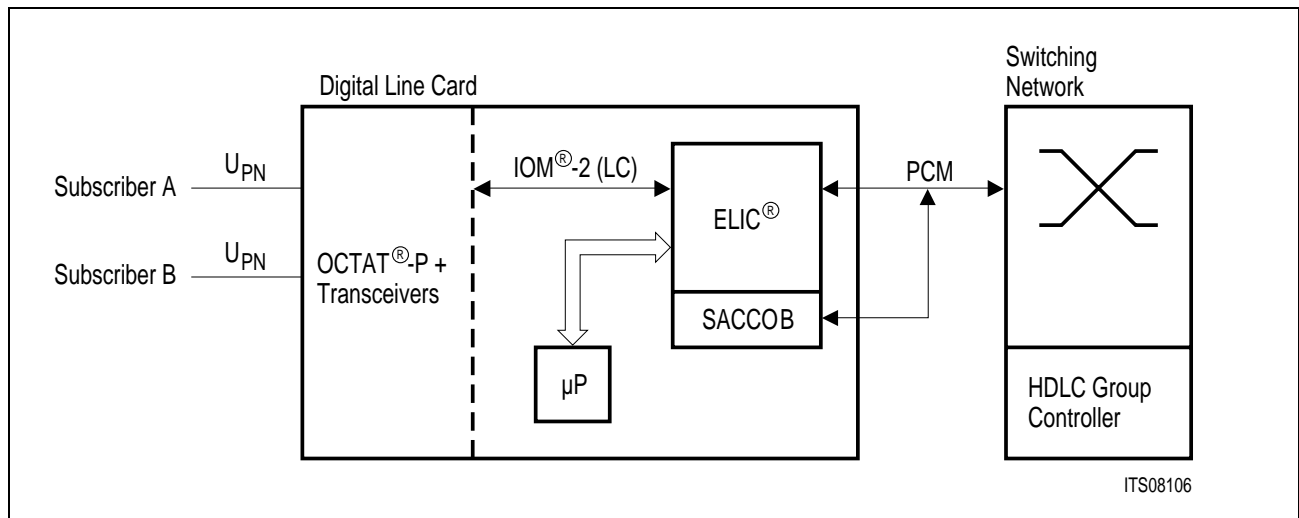 Switching
Network
Digital Line Card
Subscriber A
UPN
IOM®-2 (LC)
PCM
ELIC®
Subscriber B
UPN
OCTAT®-P +
Transceivers
SACCOB
µP
HDLC Group
Controller
ITS08106